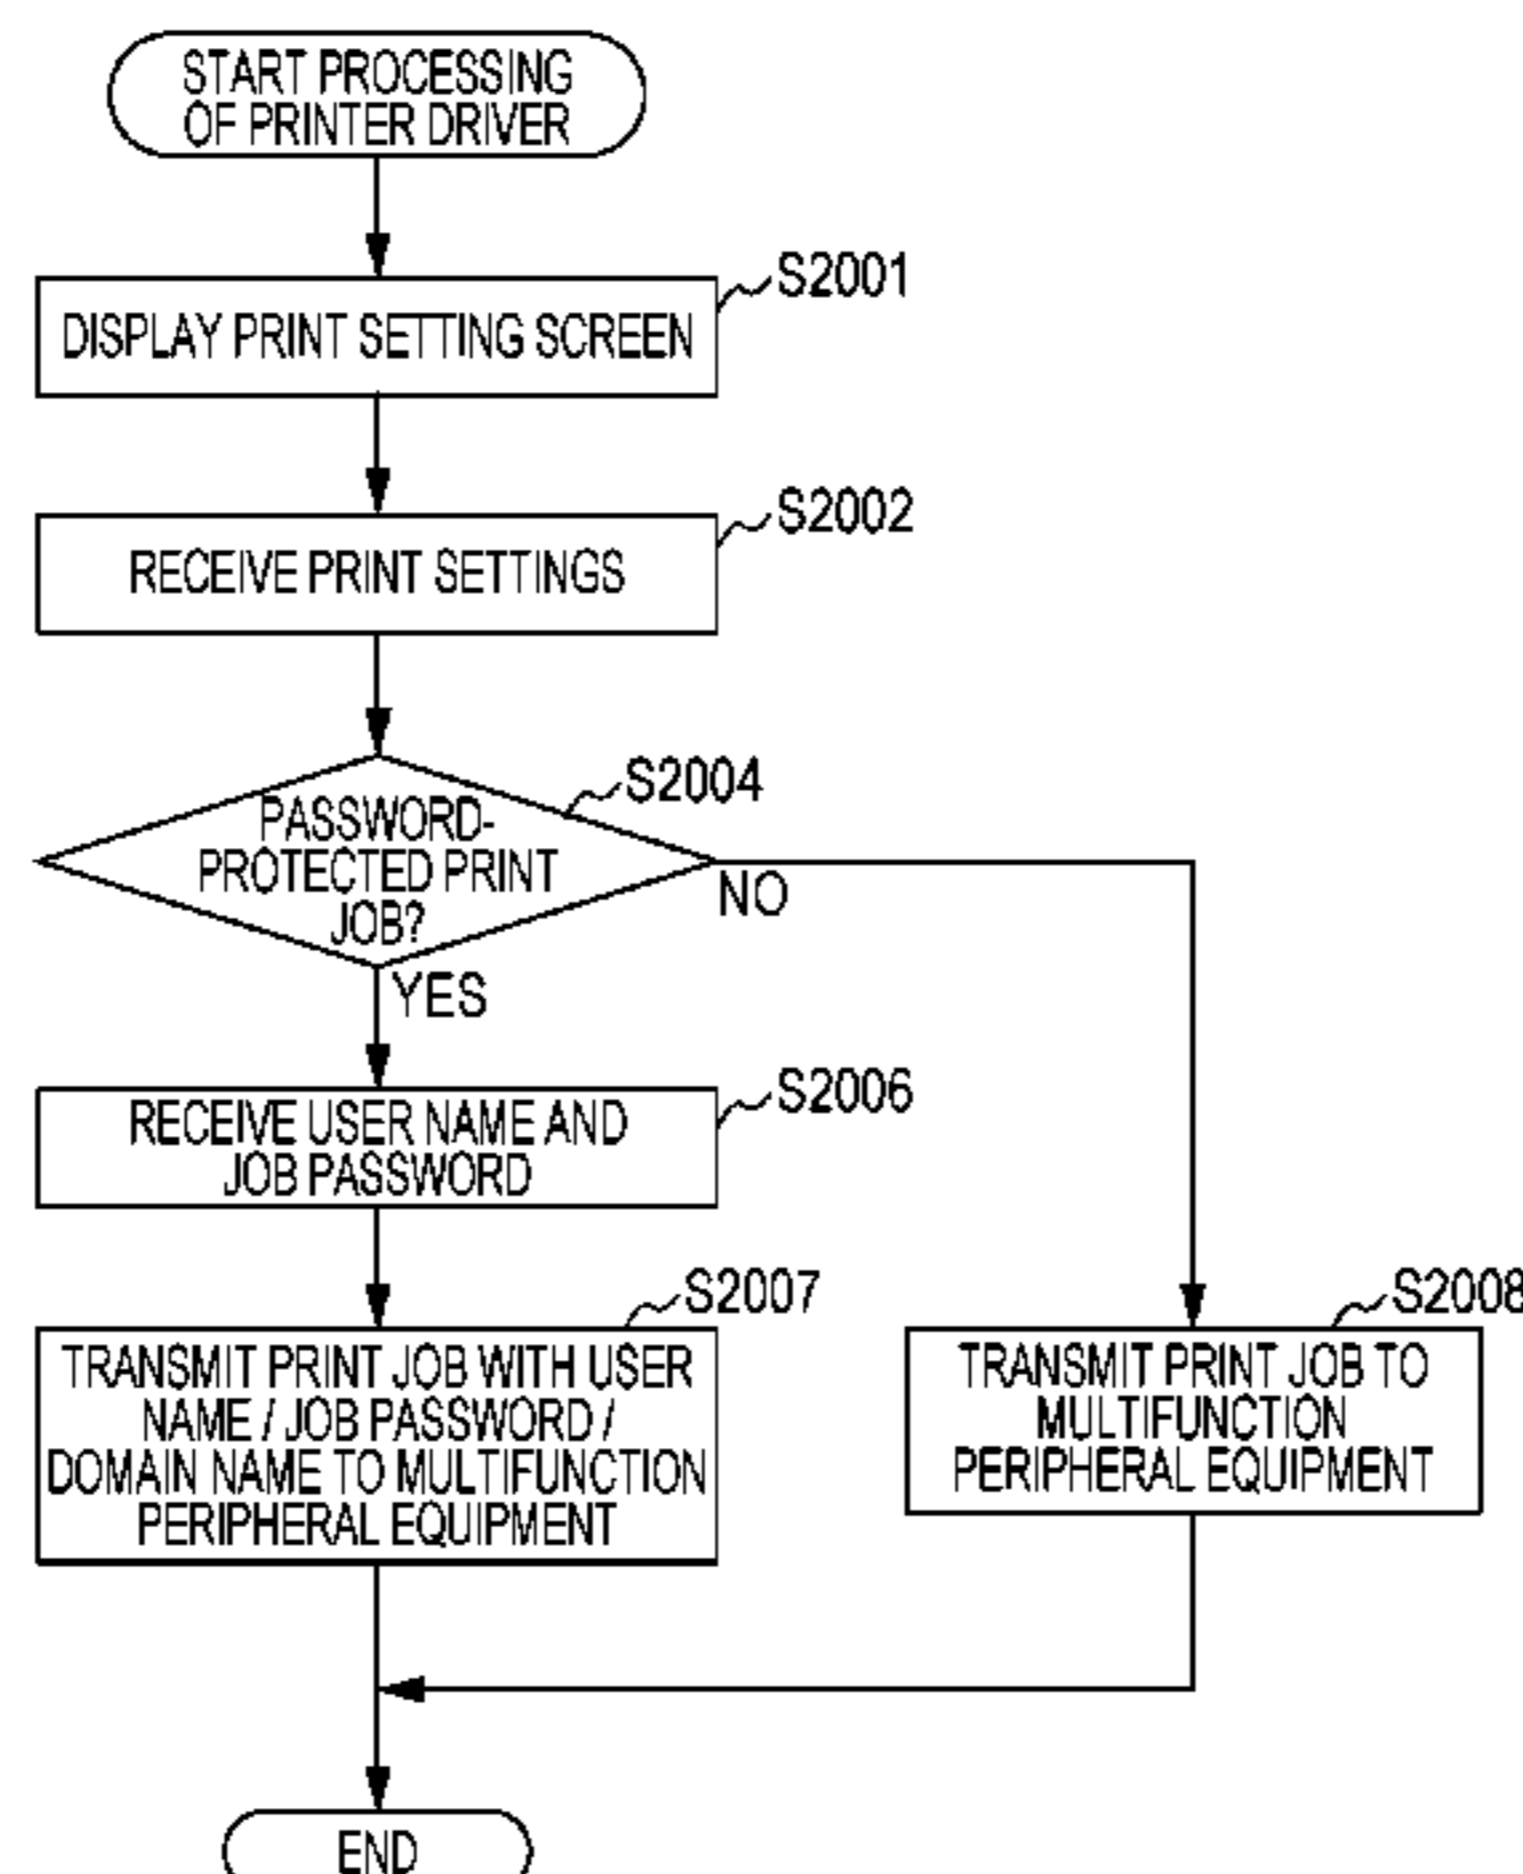 START PROCESSING
OF PRINTER DRIVER
S2001
DISPLAY PRINT SETTING SCREEN
S2002
RECEIVE PRINT SETTINGS
S2004
PASSWORD-
PROTECTED PRINT
JOB?
NO
YES
S2006
RECEIVE USER NAME AND
JOB PASSWORD
S2007
TRANSMIT PRINT JOB WITH USER
NAME / JOB PASSWORD /
DOMAIN NAME TO MULTIFUNCTION
PERIPHERAL EQUIPMENT
S2008
TRANSMIT PRINT JOB TO
MULTIFUNCTION
PERIPHERAL EQUIPMENT
END